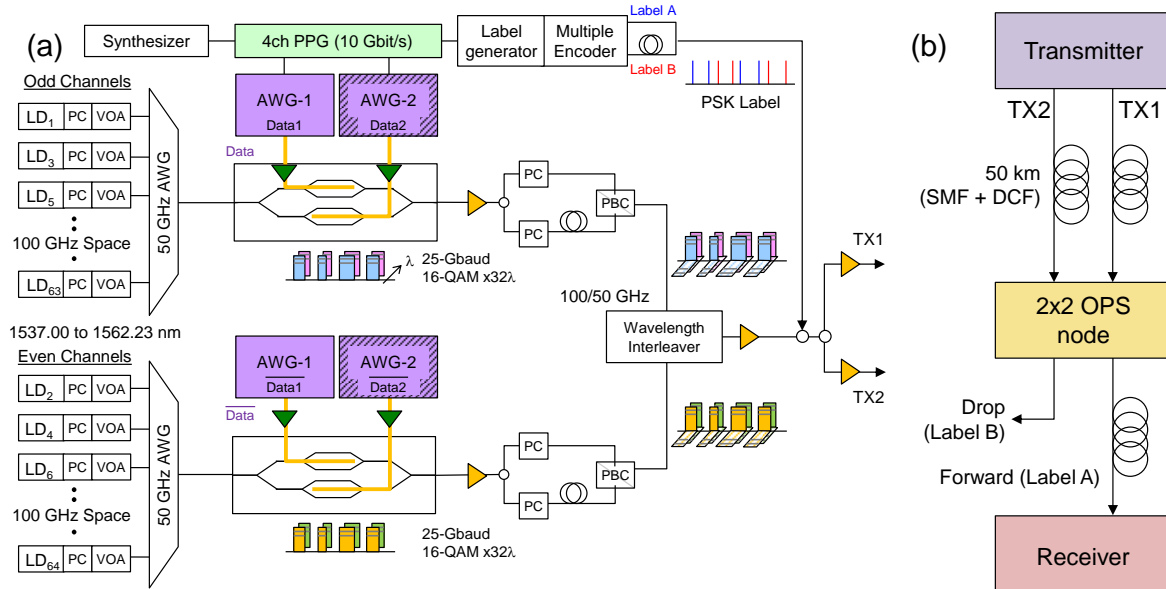 (a)
Synthesizer
4ch PPG (10 Gbit/s)
Label
generator
Multiple
Encoder
Label A
Label B
PSK Label
Odd Channels
LD1 PC VOA
LD3 PC VOA
LD5 PC VOA
100 GHz Space
LD63 PC VOA
50 GHz AWG
AWG-1
Data1
AWG-2
Data2
Data
λ
25-Gbaud
16-QAM x32λ
PC
PC
PBC
1537.00 to 1562.23 nm
Even Channels
LD2 PC VOA
LD4 PC VOA
LD6 PC VOA
100 GHz Space
LD64 PC VOA
50 GHz AWG
AWG-1
D̅a̅t̅a̅1̅
AWG-2
D̅a̅t̅a̅2̅
D̅a̅t̅a̅
25-Gbaud
16-QAM x32λ
PC
PC
PBC
100/50 GHz
Wavelength
Interleaver
TX1
TX2
(b)
Transmitter
TX2 TX1
50 km
(SMF + DCF)
2x2 OPS
node
Drop
(Label B)
Forward (Label A)
Receiver